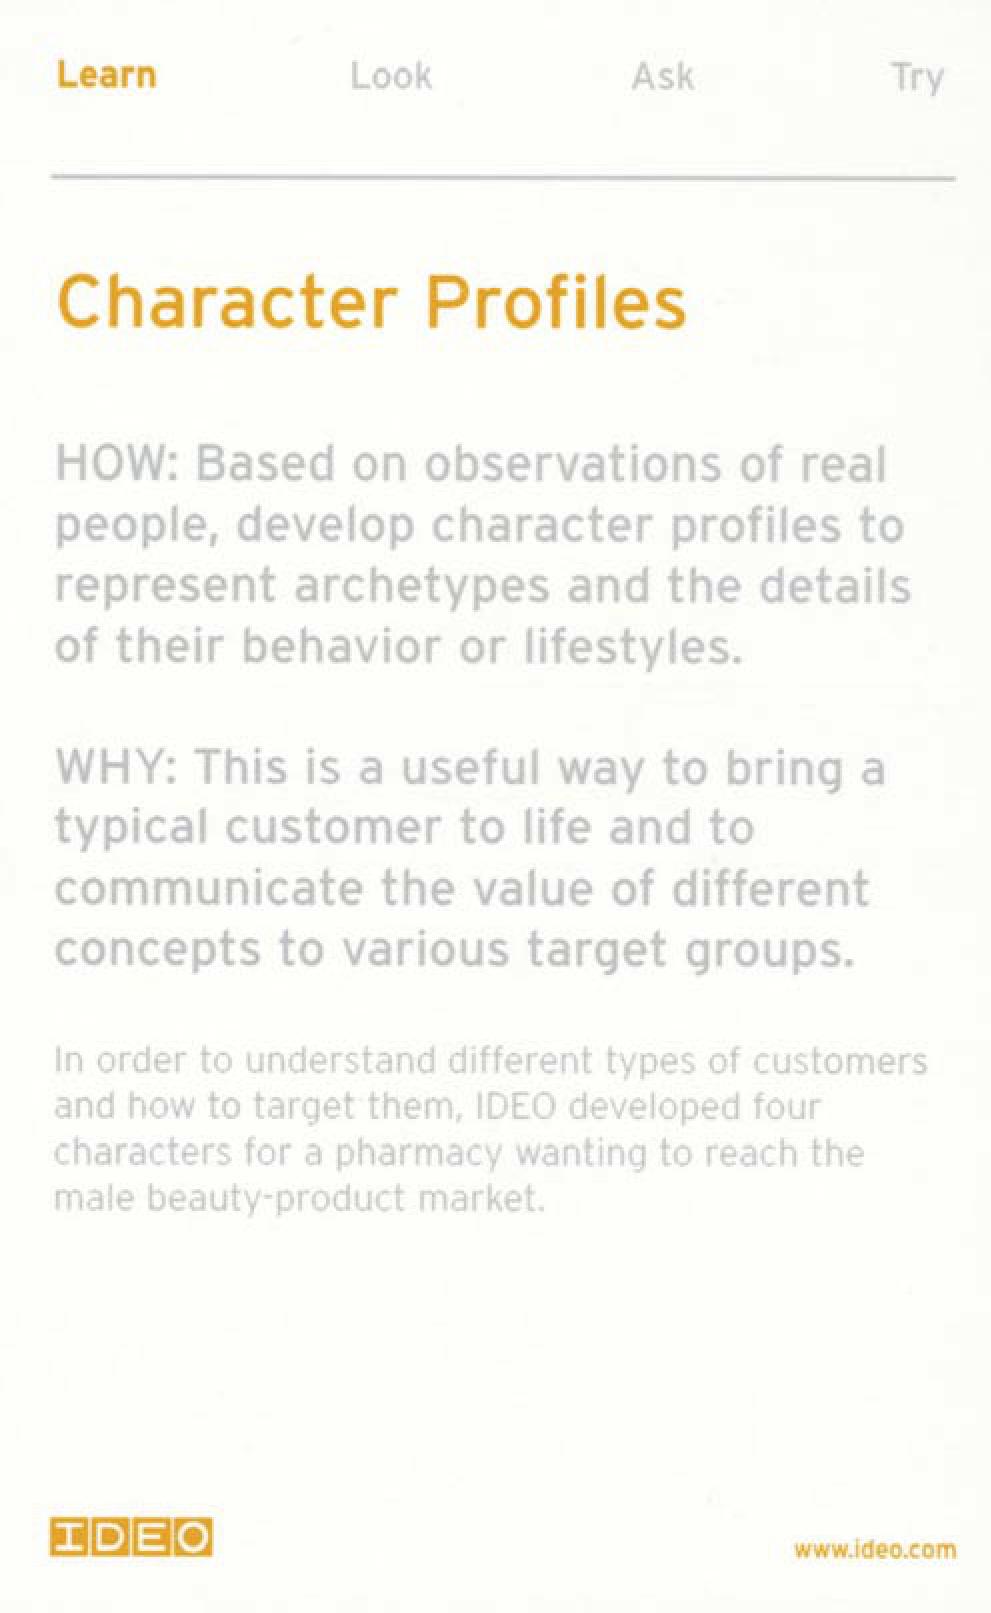 Learn Look Ask Try
Character Profiles
HOW: Based on observations of real
people, develop character profiles to
represent archetypes and the details
of their behavior or lifestyles.
WHY: This is a useful way to bring a
typical customer to life and to
communicate the value of different
concepts to various target groups.
In order to understand different types of customers
and how to target them, IDEO developed four
characters for a pharmacy wanting to reach the
male beauty-product market.
IDEO www.ideo.com